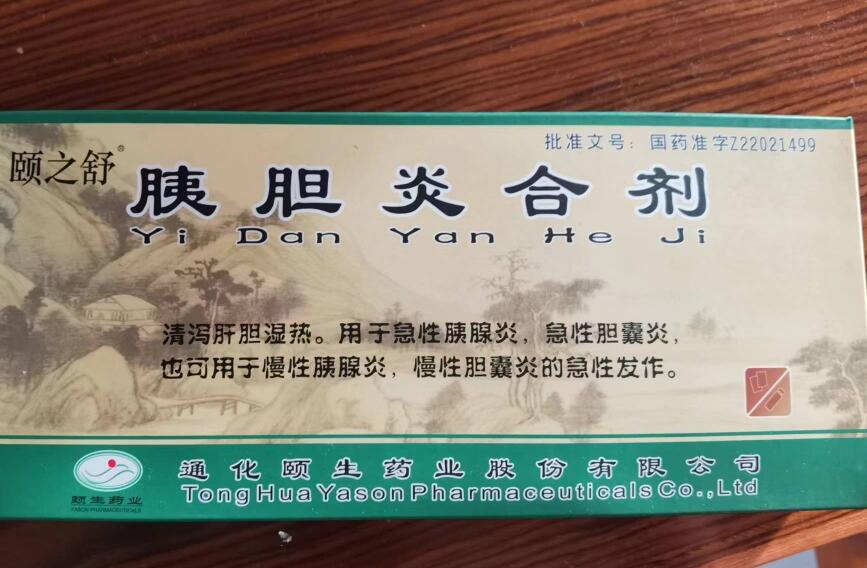 批准文号：国药准字Z22021499
颐之舒®
胰胆炎合剂
Yi Dan Yan He Ji
清泻肝胆湿热。用于急性胰腺炎，急性胆囊炎，
也可用于慢性胰腺炎，慢性胆囊炎的急性发作。
通化颐生药业股份有限公司
TongHuaYasonPharmaceuticalsCo.,Ltd
颐生药业
YASON PHARMACEUTICALS